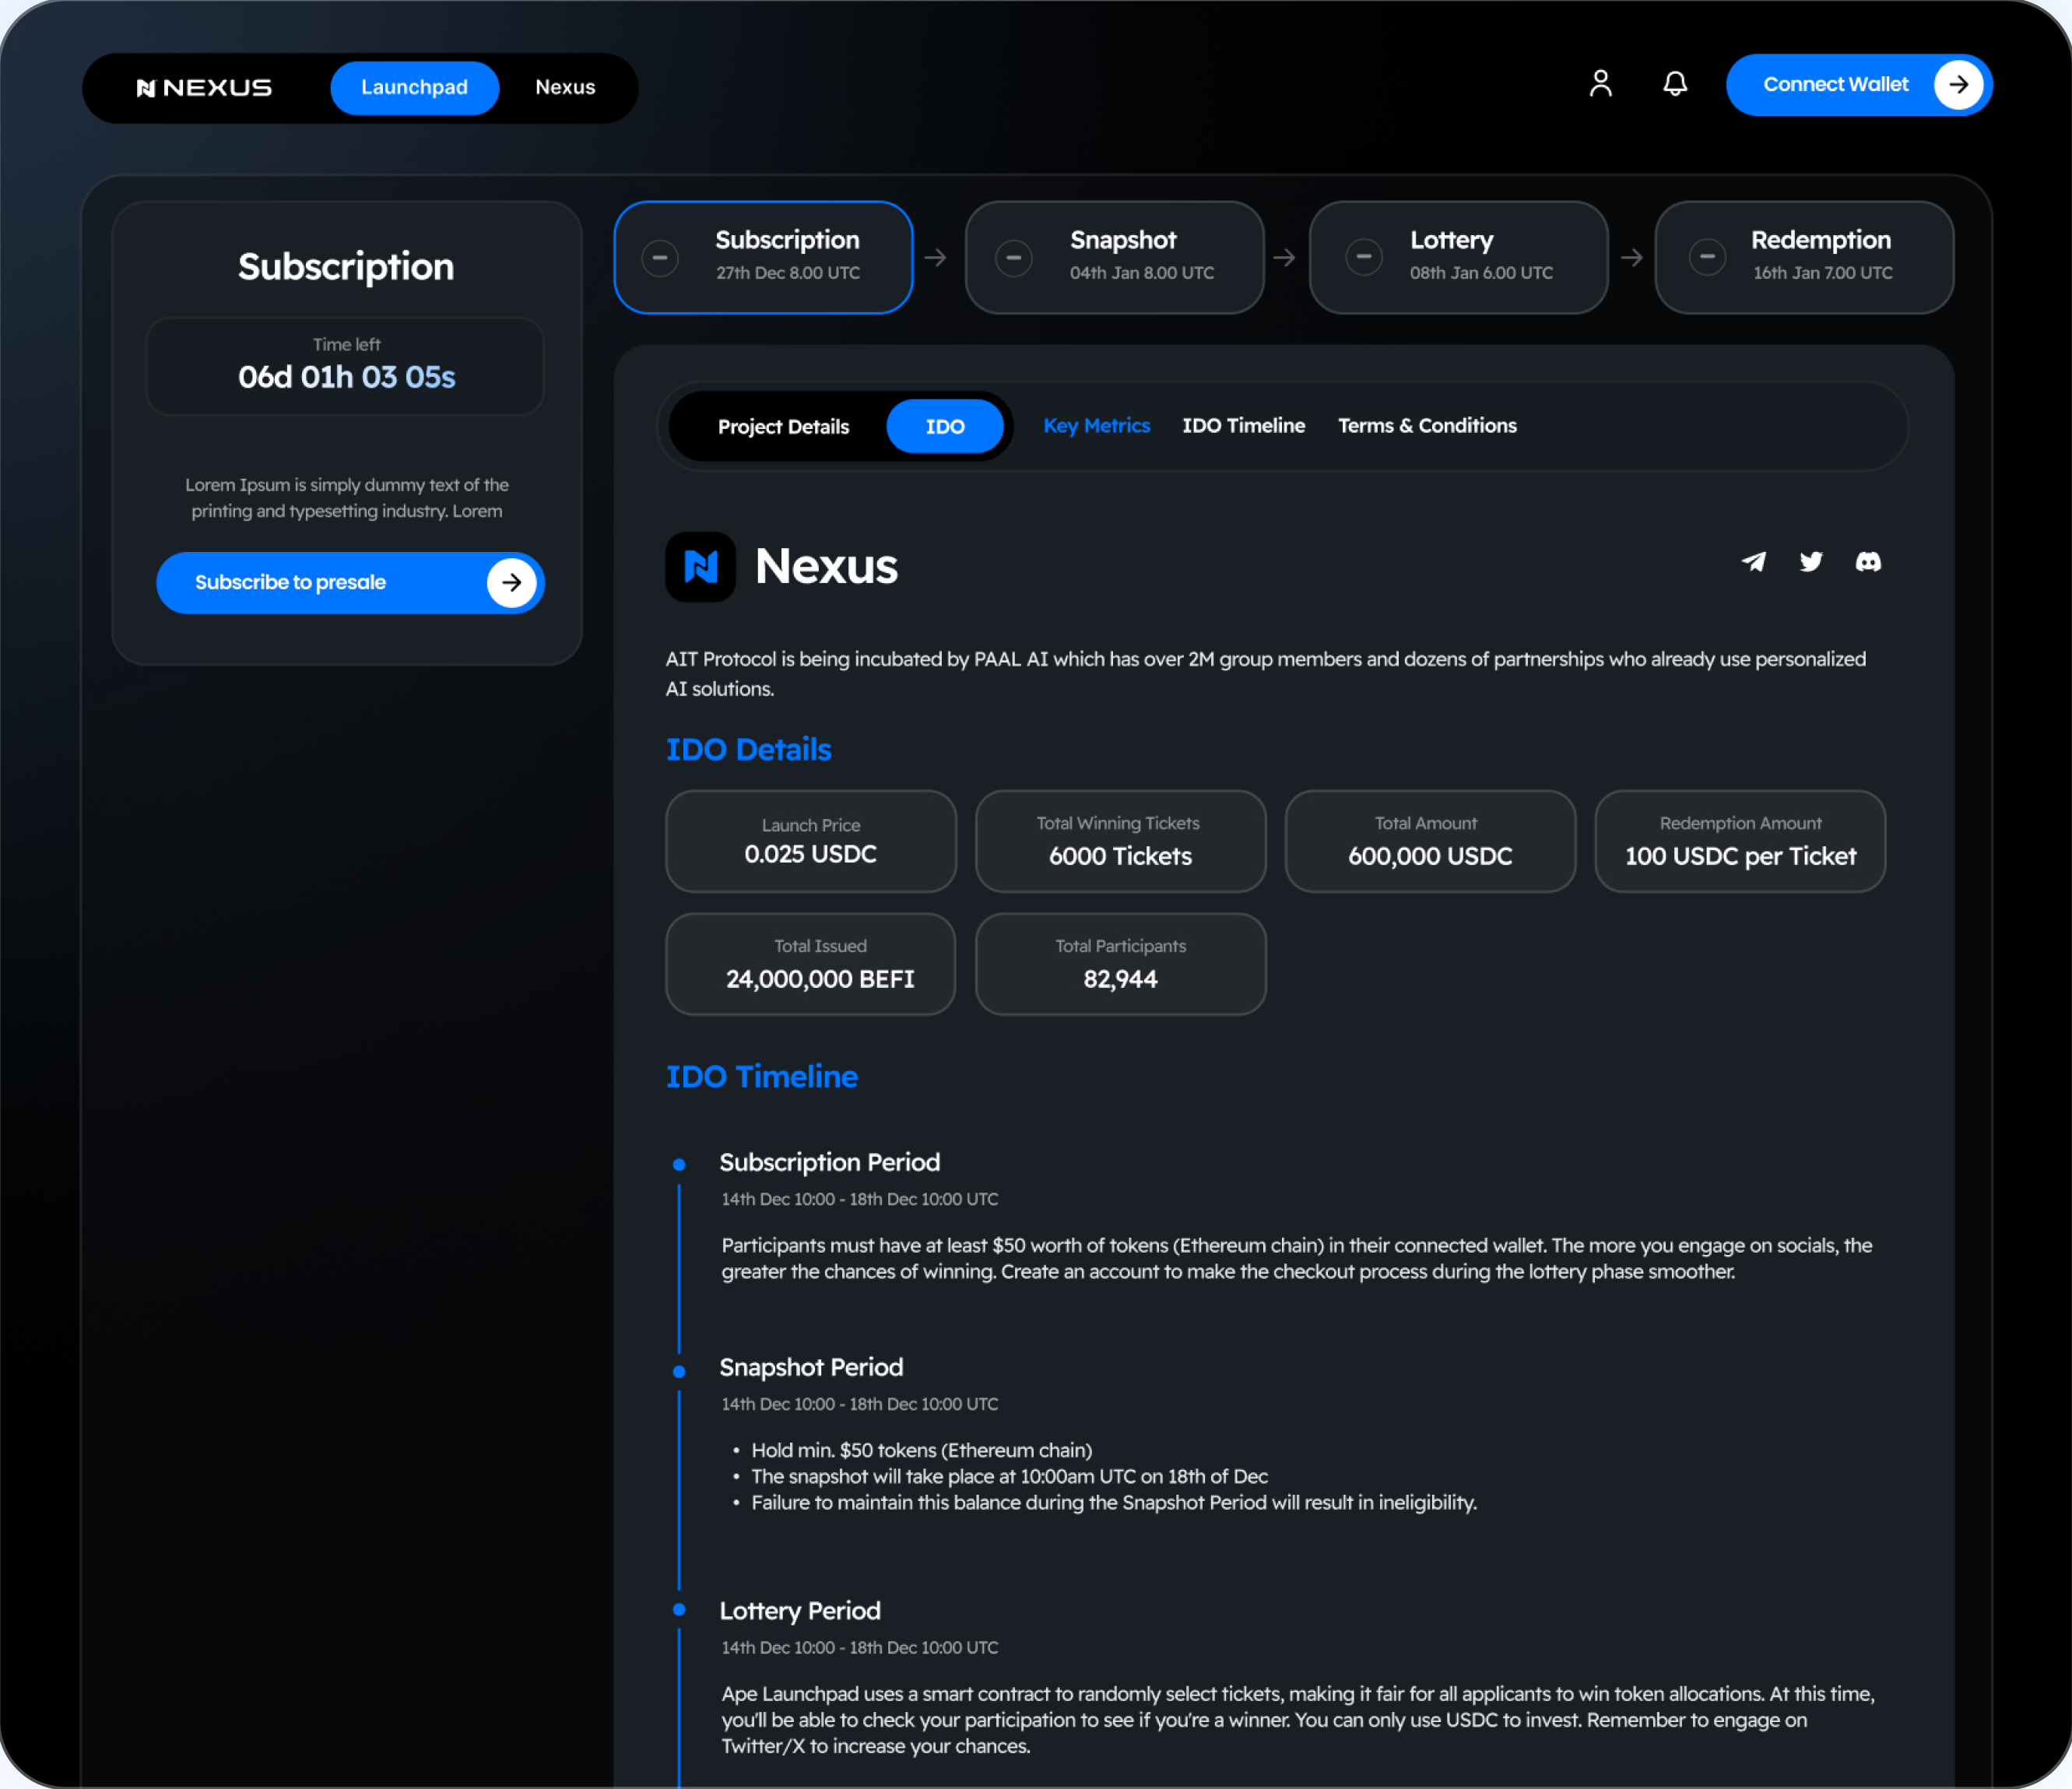 NEXUS
Launchpad
Nexus
Connect Wallet
Subscription
Time left
06d 01h 03 05s
Lorem Ipsum is simply dummy text of the
printing and typesetting industry. Lorem
Subscribe to presale
Subscription
27th Dec 8.00 UTC
Snapshot
04th Jan 8.00 UTC
Lottery
08th Jan 6.00 UTC
Redemption
16th Jan 7.00 UTC
Project Details
IDO
Key Metrics
IDO Timeline
Terms & Conditions
Nexus
AIT Protocol is being incubated by PAAL AI which has over 2M group members and dozens of partnerships who already use personalized
AI solutions.
IDO Details
Launch Price
0.025 USDC
Total Winning Tickets
6000 Tickets
Total Amount
600,000 USDC
Redemption Amount
100 USDC per Ticket
Total Issued
24,000,000 BEFI
Total Participants
82,944
IDO Timeline
Subscription Period
14th Dec 10:00 - 18th Dec 10:00 UTC
Participants must have at least $50 worth of tokens (Ethereum chain) in their connected wallet. The more you engage on socials, the
greater the chances of winning. Create an account to make the checkout process during the lottery phase smoother.
Snapshot Period
14th Dec 10:00 - 18th Dec 10:00 UTC
• Hold min. $50 tokens (Ethereum chain)
• The snapshot will take place at 10:00am UTC on 18th of Dec
• Failure to maintain this balance during the Snapshot Period will result in ineligibility.
Lottery Period
14th Dec 10:00 - 18th Dec 10:00 UTC
Ape Launchpad uses a smart contract to randomly select tickets, making it fair for all applicants to win token allocations. At this time,
you'll be able to check your participation to see if you're a winner. You can only use USDC to invest. Remember to engage on
Twitter/X to increase your chances.